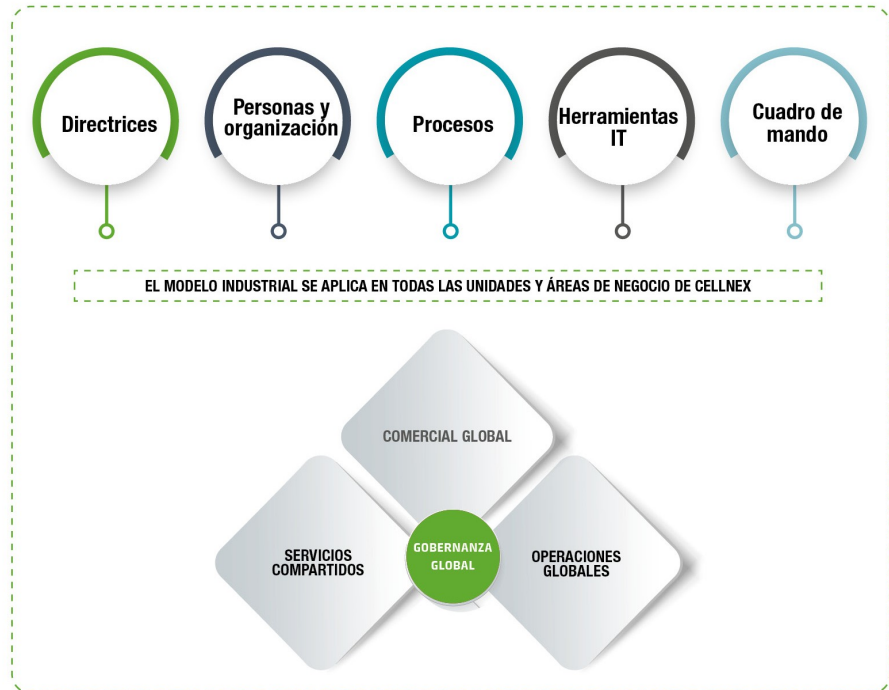 Directrices
Personas y
organización
Procesos
Herramientas
IT
Cuadro de
mando
EL MODELO INDUSTRIAL SE APLICA EN TODAS LAS UNIDADES Y ÁREAS DE NEGOCIO DE CELLNEX
COMERCIAL GLOBAL
SERVICIOS
COMPARTIDOS
GOBERNANZA
GLOBAL
OPERACIONES
GLOBALES